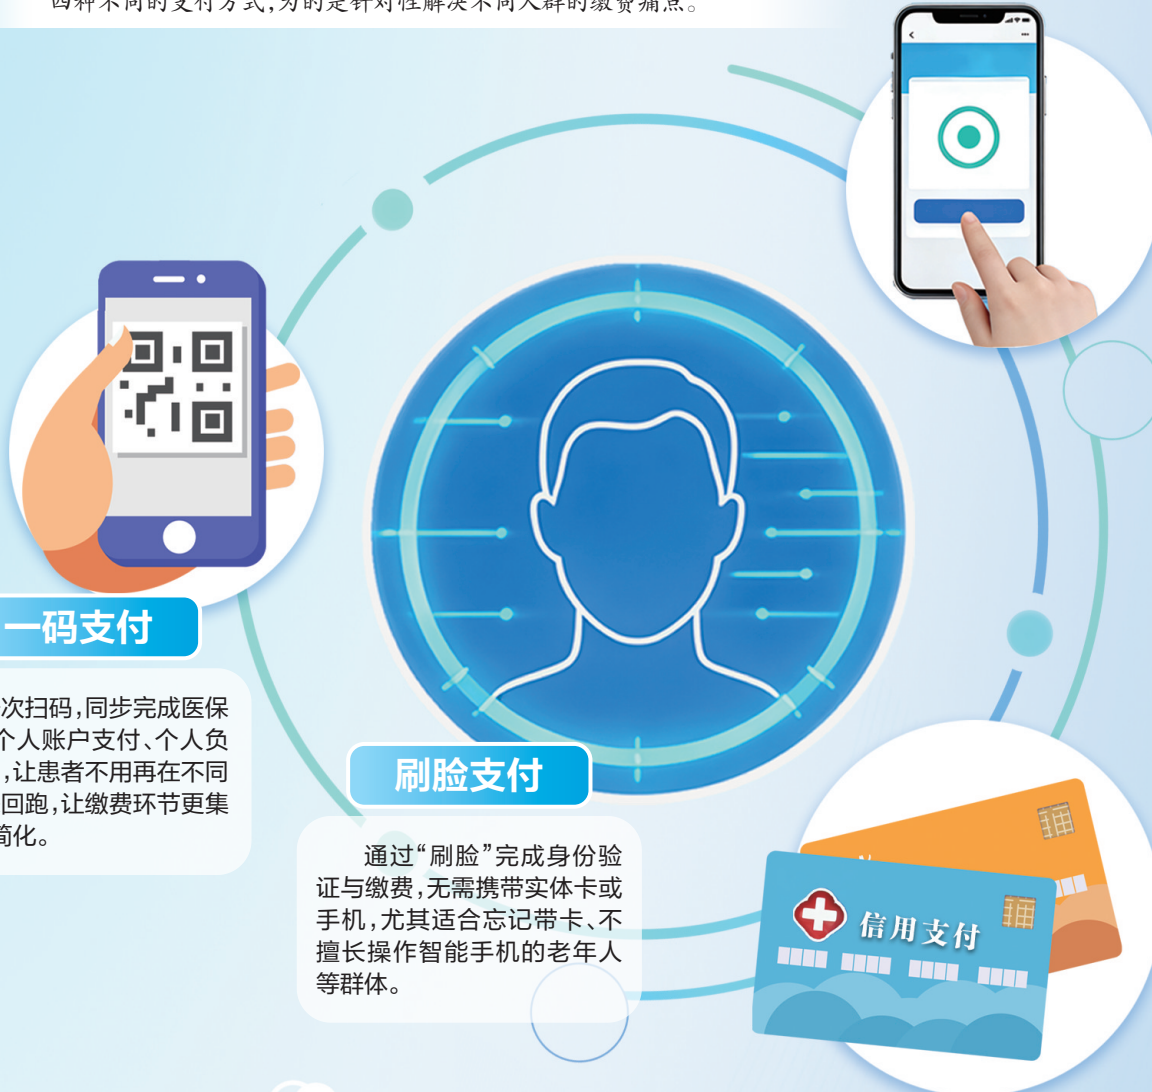 四种不同的支付方式,为的是针对性解决不同人群的缴费痛点。
一码支付
次扫码,同步完成医保
个人账户支付、个人负
,让患者不用再在不同
回跑,让缴费环节更集
简化。
刷脸支付
通过“刷脸”完成身份验
证与缴费,无需携带实体卡或
手机,尤其适合忘记带卡、不
擅长操作智能手机的老年人
等群体。
信用支付